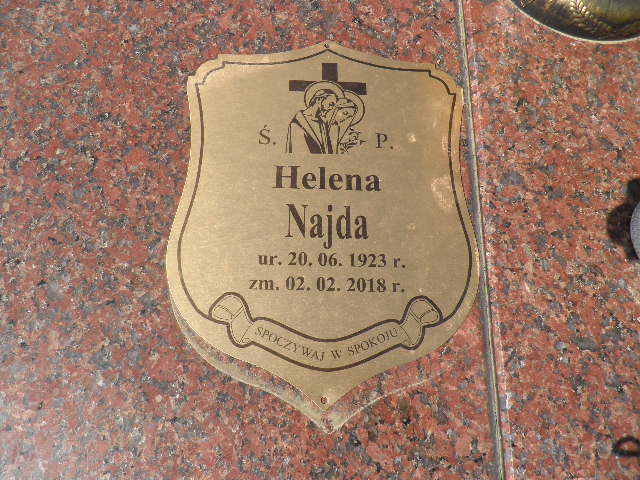 Ś. P.
Helena
Najda
ur. 20. 06. 1923 r.
zm. 02. 02. 2018 r.
SPOCZYWAJ W SPOKOJU